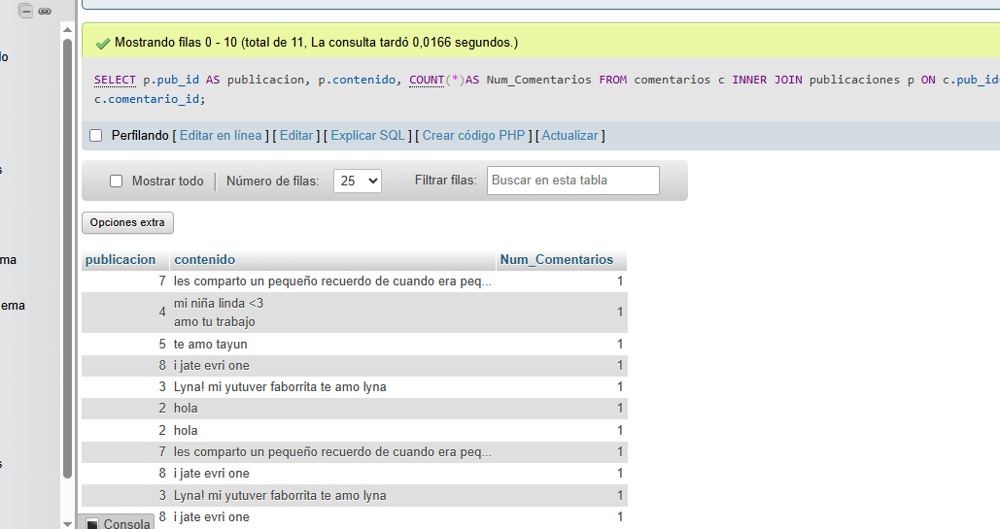 lo
s
ma
ema
s
Mostrando filas 0 - 10 (total de 11, La consulta tardó 0,0166 segundos.)
SELECT p.pub_id AS publicacion, p.contenido, COUNT(*)AS Num_Comentarios FROM comentarios c INNER JOIN publicaciones p ON c.pub_id=
c.comentario_id;
Perfilando [ Editar en línea ] [ Editar ] [ Explicar SQL ] [ Crear código PHP ] [ Actualizar ]
Mostrar todo Número de filas: 25 Filtrar filas: Buscar en esta tabla
Opciones extra
publicacion contenido Num_Comentarios
7 les comparto un pequeño recuerdo de cuando era peq... 1
mi niña linda <3
4 amo tu trabajo 1
5 te amo tayun 1
8 i jate evri one 1
3 Lyna! mi yutuver faborrita te amo lyna 1
2 hola 1
2 hola 1
7 les comparto un pequeño recuerdo de cuando era peq... 1
8 i jate evri one 1
3 Lyna! mi yutuver faborrita te amo lyna 1
8 i jate evri one 1
Consola